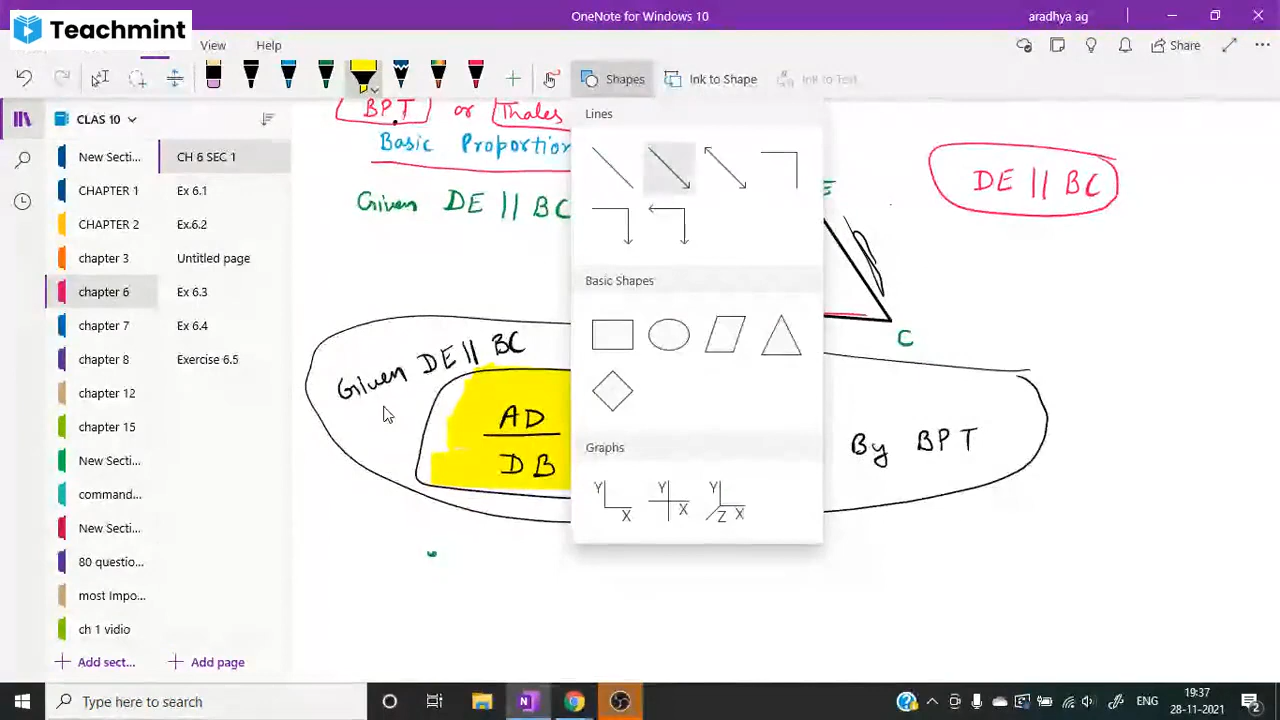 Teachmint
OneNote for Windows 10
aradhya ag
View
Help
Share
Shapes
Ink to Shape
Ink to Text
CLAS 10
New Secti...
CHAPTER 1
CHAPTER 2
chapter 3
chapter 6
chapter 7
chapter 8
chapter 12
chapter 15
New Secti...
command...
New Secti...
80 questio...
most Impo...
ch 1 vidio
Add sect...
CH 6 SEC 1
Ex 6.1
Ex.6.2
Untitled page
Ex 6.3
Ex 6.4
Exercise 6.5
Add page
Lines
Basic Shapes
Graphs
Y
X
Y
X
Y
Z X
BPT or Thales
Basic Proportion
Given DE || BC
E
C
DE || BC
Given DE || BC
AD
DB
By BPT
Type here to search
ENG
19:37
28-11-2021
2